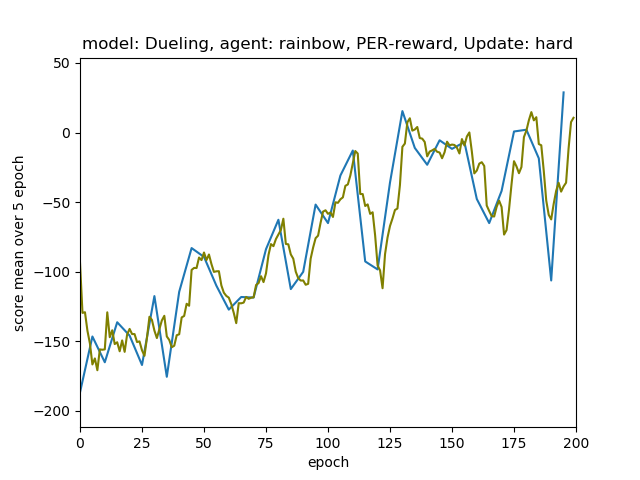 model: Dueling, agent: rainbow, PER-reward, Update: hard
50
0
−50
−100
−150
−200
score mean over 5 epoch
0 25 50 75 100 125 150 175 200
epoch